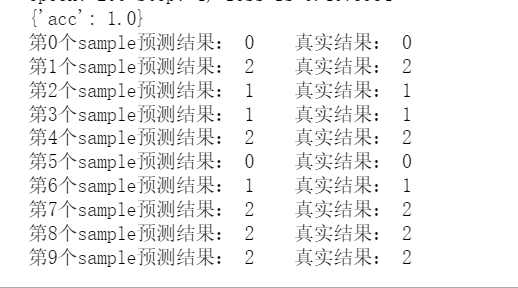 {'acc': 1.0}
第0个sample预测结果： 0 真实结果： 0
第1个sample预测结果： 2 真实结果： 2
第2个sample预测结果： 1 真实结果： 1
第3个sample预测结果： 1 真实结果： 1
第4个sample预测结果： 2 真实结果： 2
第5个sample预测结果： 0 真实结果： 0
第6个sample预测结果： 1 真实结果： 1
第7个sample预测结果： 2 真实结果： 2
第8个sample预测结果： 2 真实结果： 2
第9个sample预测结果： 2 真实结果： 2